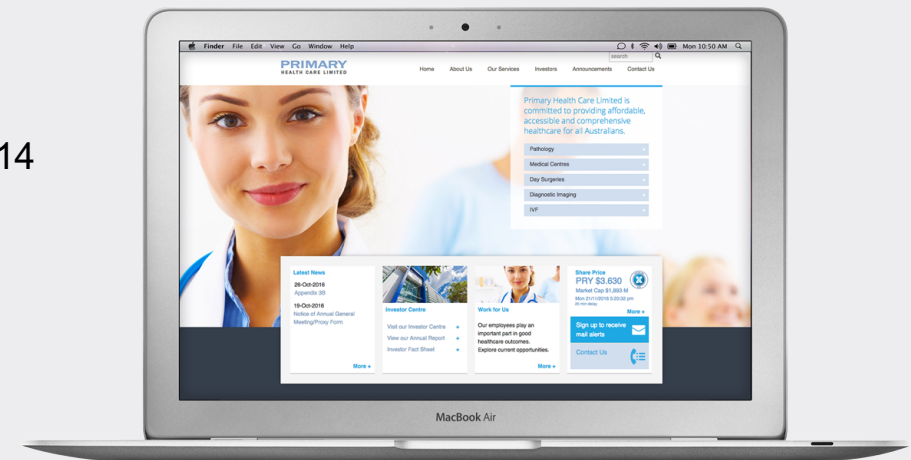 14
Finder File Edit View Go Window Help
Mon 10:50 AM
search
PRIMARY
HEALTH CARE LIMITED
Home About Us Our Services Investors Announcements Contact Us
Primary Health Care Limited is
committed to providing affordable,
accessible and comprehensive
healthcare for all Australians.
Pathology
Medical Centres
Day Surgeries
Diagnostic Imaging
IVF
Latest News
28-Oct-2016
Appendix 3B
19-Oct-2016
Notice of Annual General
Meeting/Proxy Form
More +
Investor Centre
Visit our Investor Centre +
View our Annual Report +
Investor Fact Sheet +
Work for Us
Our employees play an
important part in good
healthcare outcomes.
Explore current opportunities.
More +
Share Price
PRY $3.630
Market Cap $1,893 M
20 min delay
More +
Sign up to receive
mail alerts
Contact Us
MacBook Air